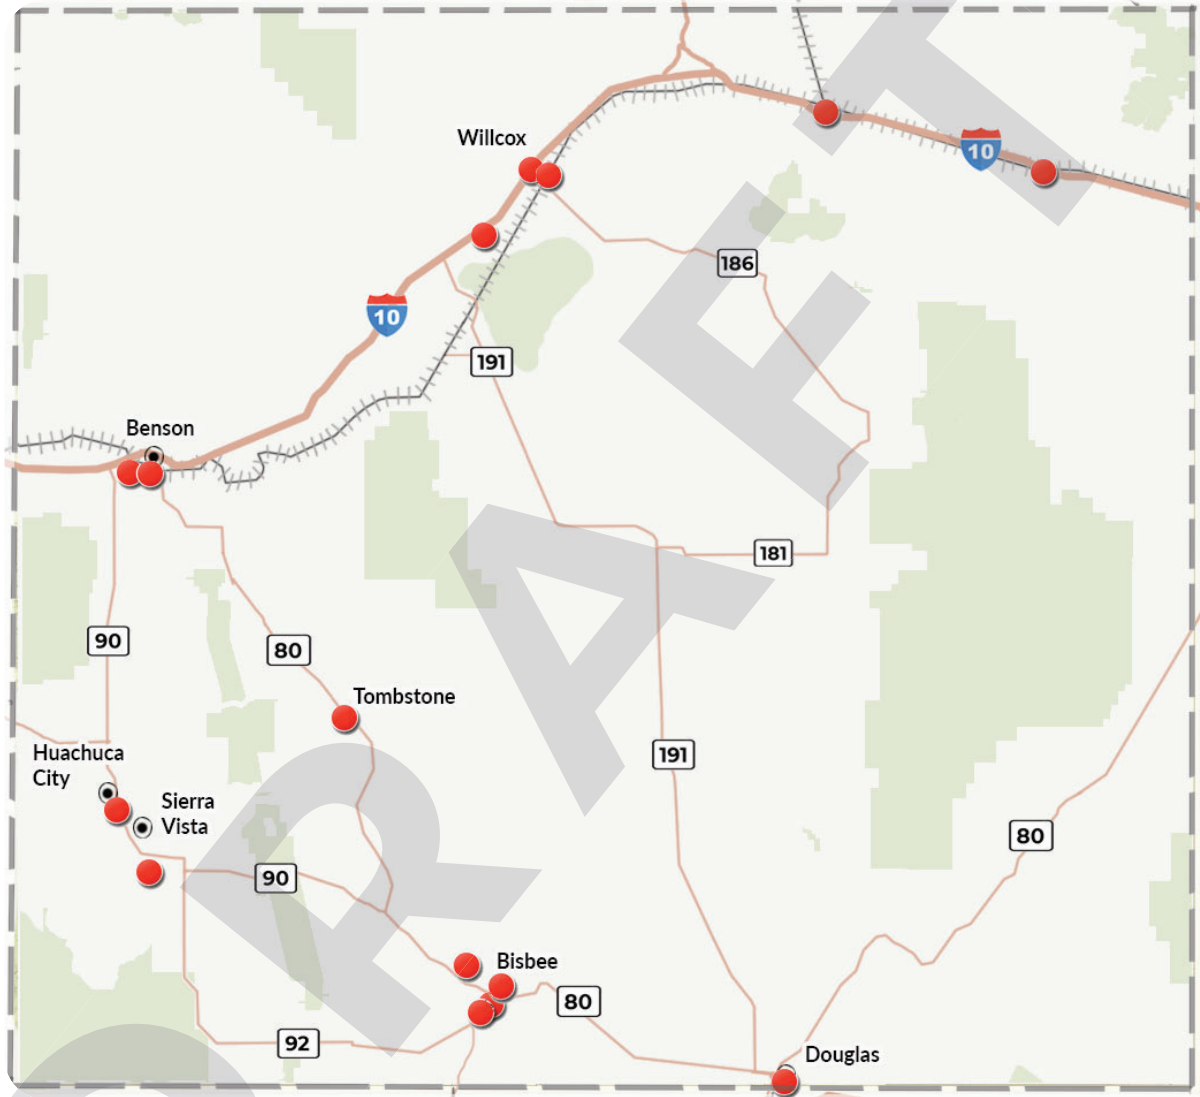 Willcox
10
186
10
191
Benson
181
90
80
Tombstone
191
Huachuca
City
Sierra
Vista
80
90
Bisbee
80
92
Douglas
DRAFT